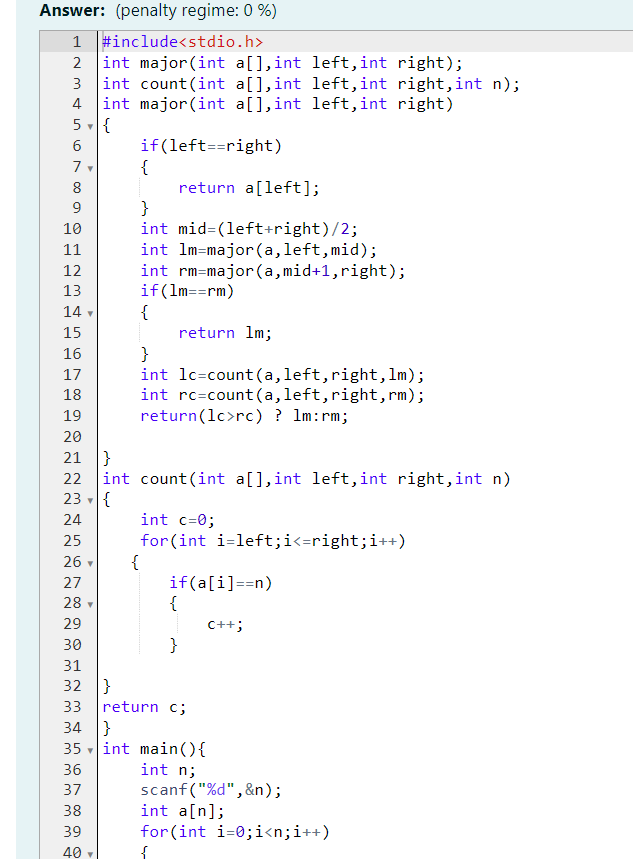 Answer: (penalty regime: 0 %)
1 #include<stdio.h>
2 int major(int a[],int left,int right);
3 int count(int a[],int left,int right,int n);
4 int major(int a[],int left,int right)
5 {
6     if(left==right)
7     {
8         return a[left];
9     }
10     int mid=(left+right)/2;
11     int lm=major(a,left,mid);
12     int rm=major(a,mid+1,right);
13     if(lm==rm)
14     {
15         return lm;
16     }
17     int lc=count(a,left,right,lm);
18     int rc=count(a,left,right,rm);
19     return(lc>rc) ? lm:rm;
20
21 }
22 int count(int a[],int left,int right,int n)
23 {
24     int c=0;
25     for(int i=left;i<=right;i++)
26    {
27        if(a[i]==n)
28        {
29            c++;
30        }
31
32 }
33 return c;
34 }
35 int main(){
36     int n;
37     scanf("%d",&n);
38     int a[n];
39     for(int i=0;i<n;i++)
40     {